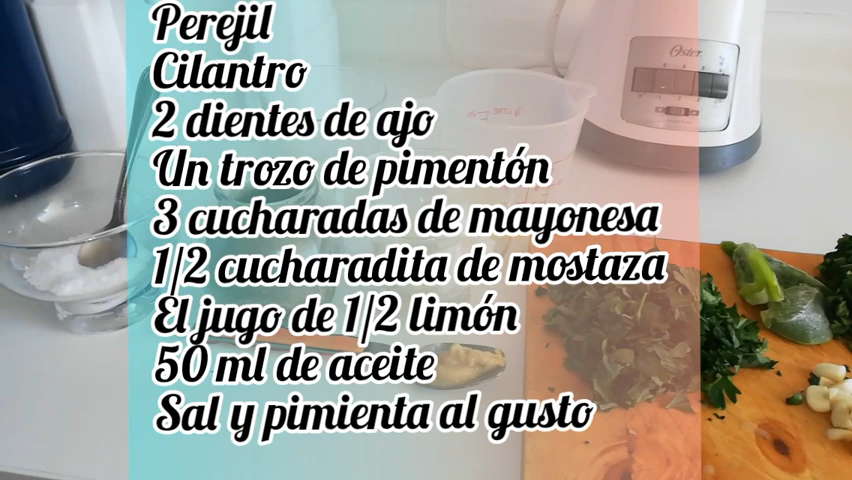 Perejil
Cilantro
2 dientes de ajo
Un trozo de pimentón
3 cucharadas de mayonesa
1/2 cucharadita de mostaza
El jugo de 1/2 limón
50 ml de aceite
Sal y pimienta al gusto
Oster